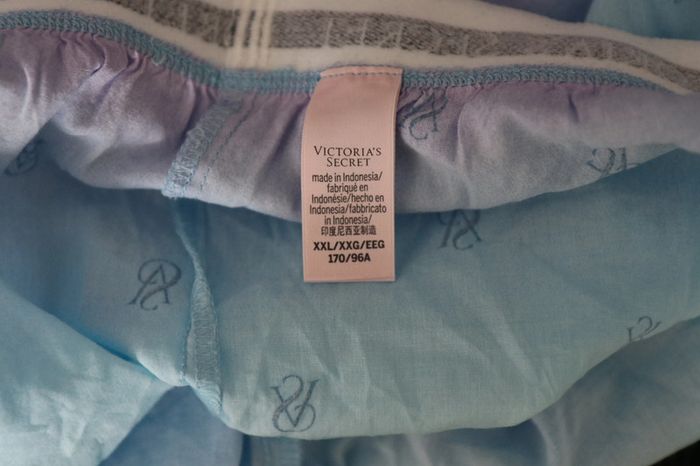 VICTORIA'S
SECRET
made in Indonesia/
fabriqué en
Indonésie/hecho en
Indonesia/fabbricato
in Indonesia/
印度尼西亚制造
XXL/XXG/EEG
170/96A